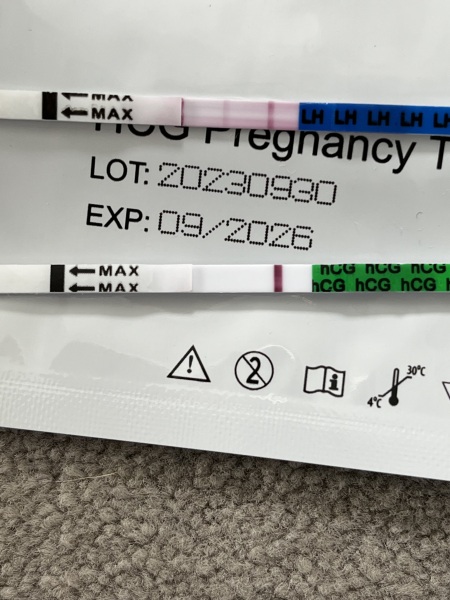 MAX
MAX
LH LH LH LH LH
hCG Pregnancy T
LOT: 20230930
EXP: 09/2026
MAX hCG hCG hCG
MAX hCG hCG hCG
2
i
30°C
4°C